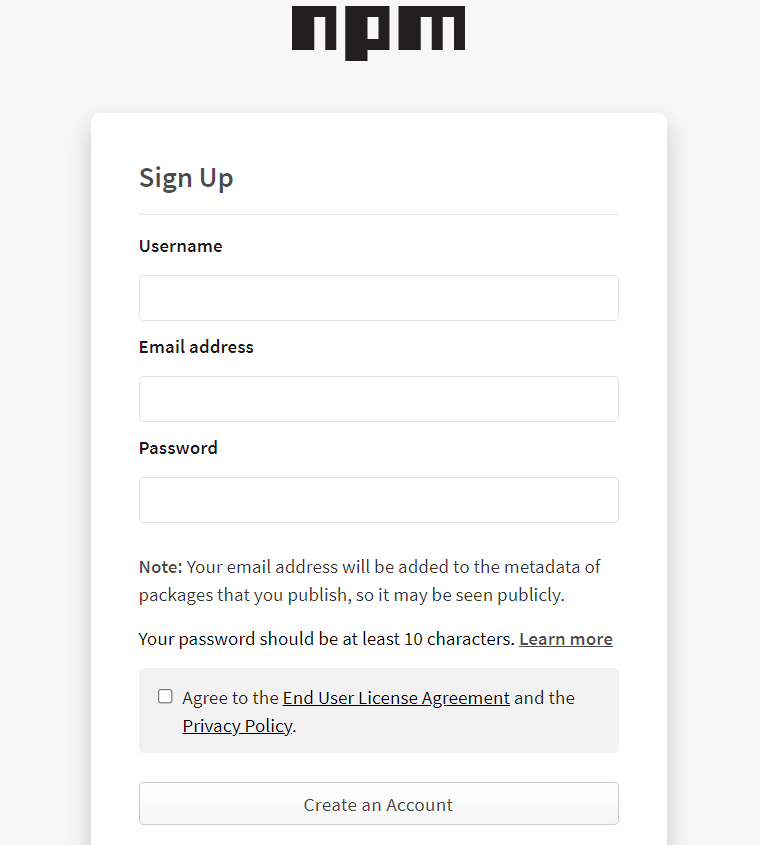 npm
Sign Up
Username
Email address
Password
Note: Your email address will be added to the metadata of
packages that you publish, so it may be seen publicly.
Your password should be at least 10 characters. Learn more
Agree to the End User License Agreement and the
Privacy Policy.
Create an Account